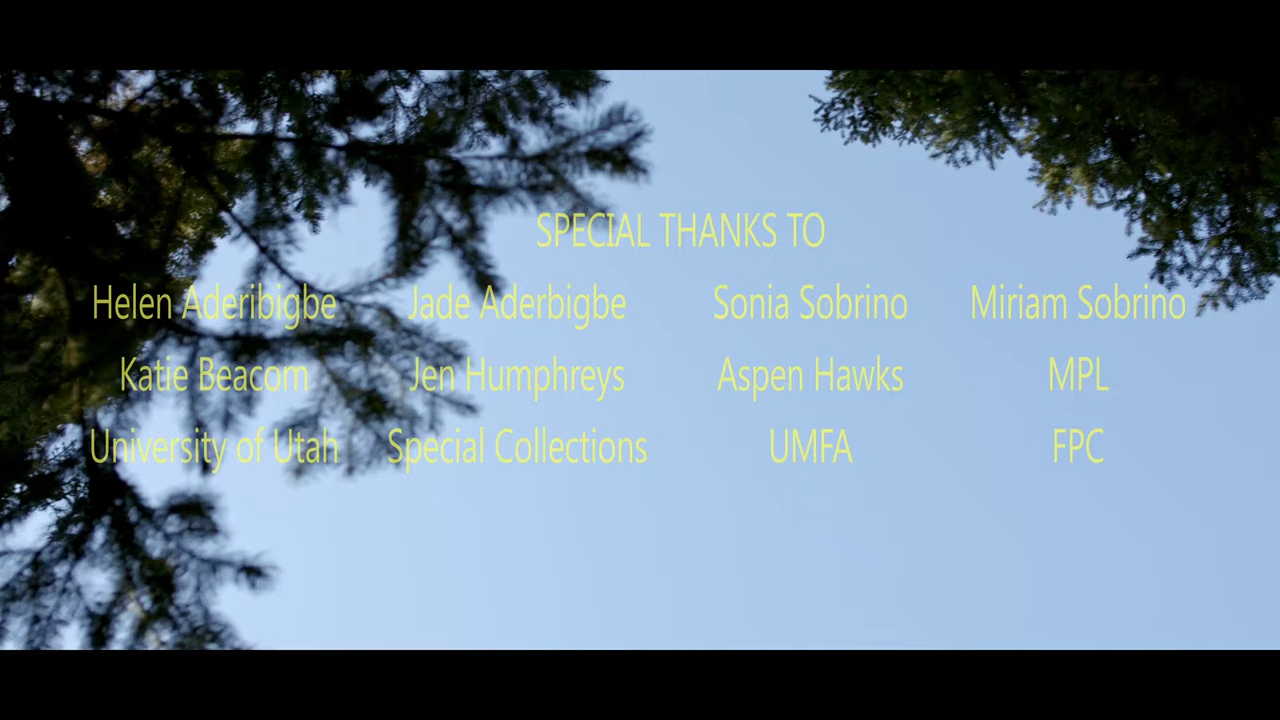 SPECIAL THANKS TO
Helen Aderibigbe Jade Aderbigbe Sonia Sobrino Miriam Sobrino
Katie Beacom Jen Humphreys Aspen Hawks MPL
University of Utah Special Collections UMFA FPC